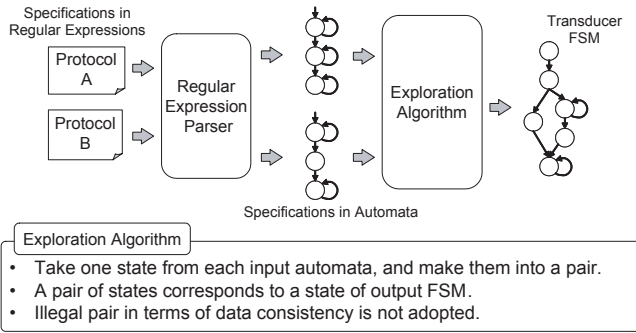 Specifications in
Regular Expressions
Protocol
A
Protocol
B
Regular
Expression
Parser
Specifications in Automata
Exploration
Algorithm
Transducer
FSM
Exploration Algorithm
• Take one state from each input automata, and make them into a pair.
• A pair of states corresponds to a state of output FSM.
• Illegal pair in terms of data consistency is not adopted.